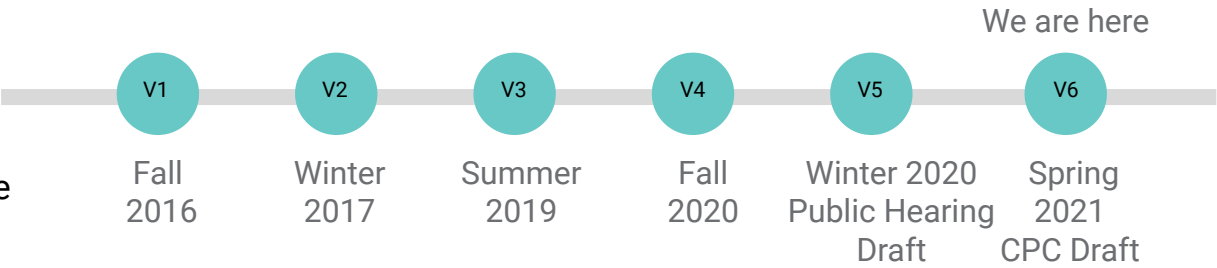 We are here
V1 V2 V3 V4 V5 V6
Fall Winter Summer Fall Winter 2020 Spring
e 2016 2017 2019 2020 Public Hearing 2021
Draft CPC Draft